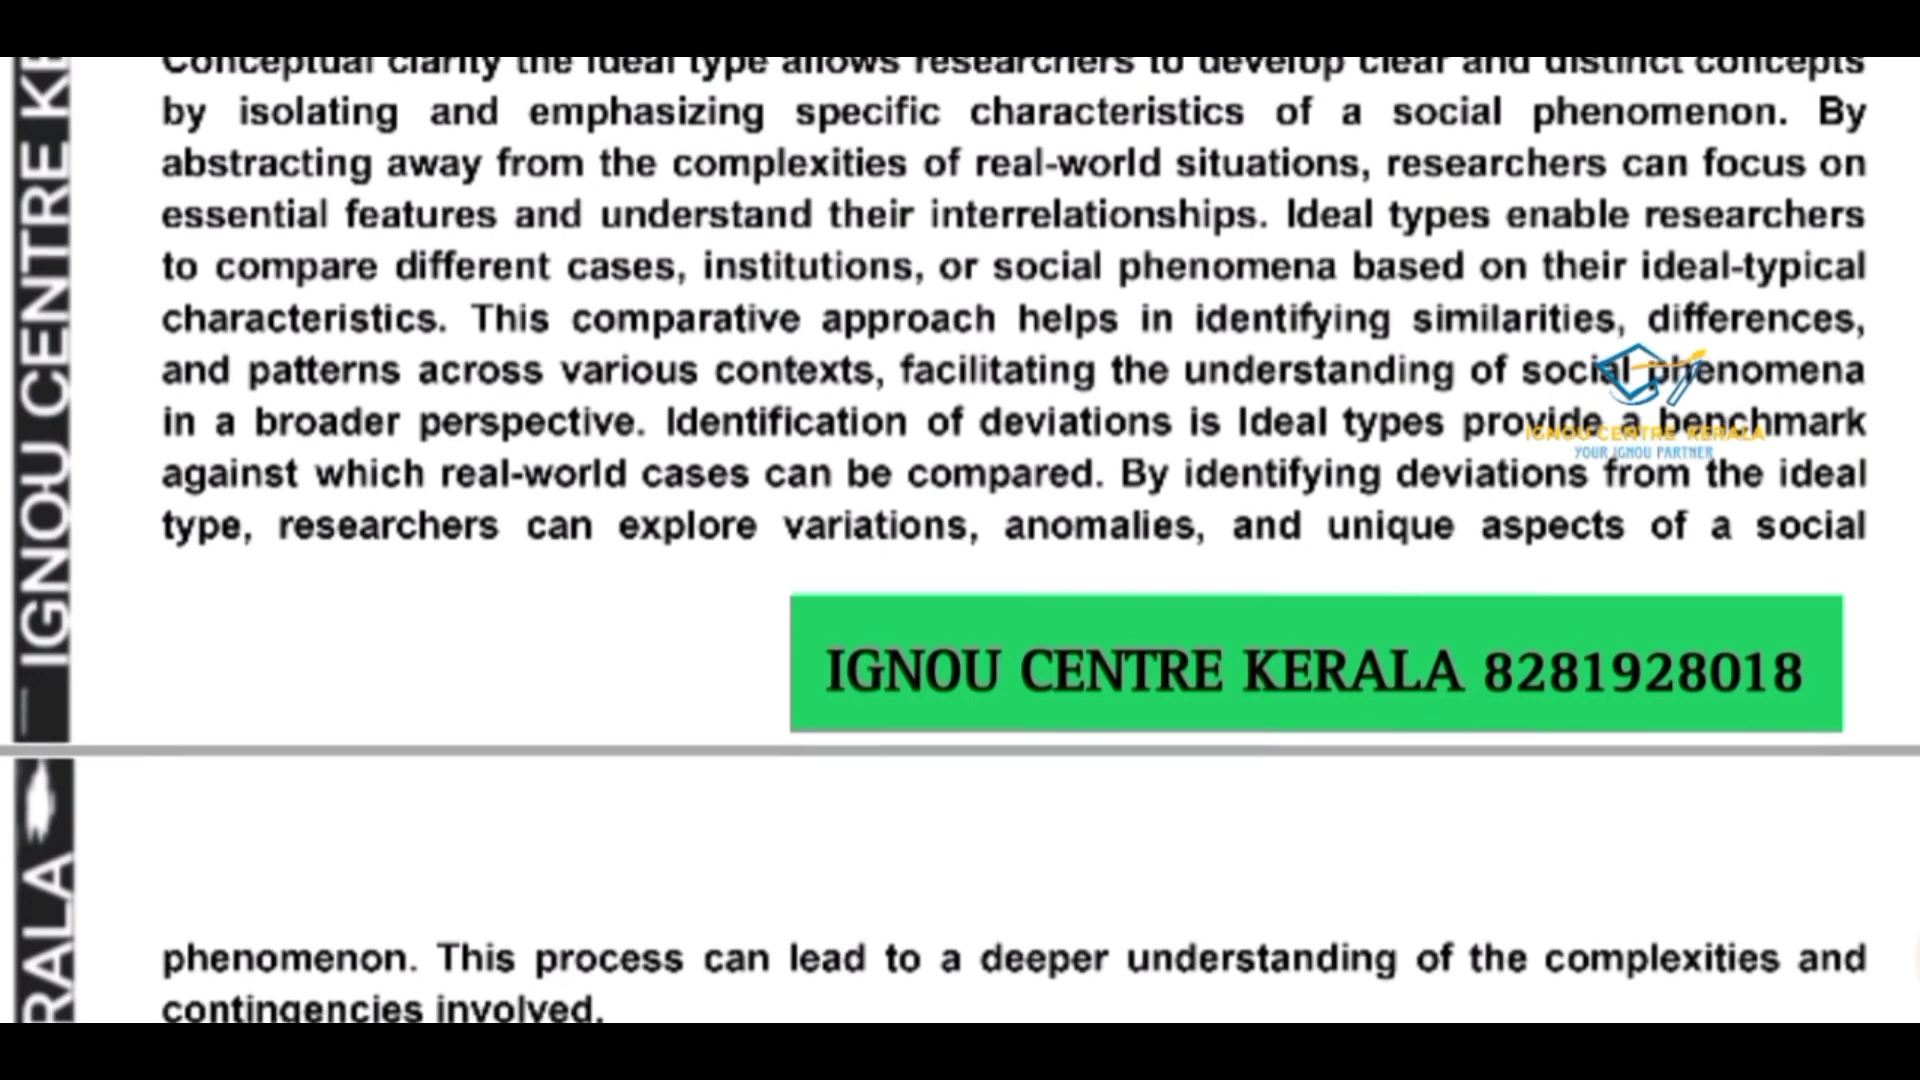 Conceptual clarity the ideal type allows researchers to develop clear and distinct concepts
by isolating and emphasizing specific characteristics of a social phenomenon. By
abstracting away from the complexities of real-world situations, researchers can focus on
essential features and understand their interrelationships. Ideal types enable researchers
to compare different cases, institutions, or social phenomena based on their ideal-typical
characteristics. This comparative approach helps in identifying similarities, differences,
and patterns across various contexts, facilitating the understanding of social phenomena
in a broader perspective. Identification of deviations is Ideal types provide a benchmark
against which real-world cases can be compared. By identifying deviations from the ideal
type, researchers can explore variations, anomalies, and unique aspects of a social
IGNOU CENTRE KERALA
YOUR IGNOU PARTNER
IGNOU CENTRE KE
IGNOU CENTRE KERALA 8281928018
RALA
phenomenon. This process can lead to a deeper understanding of the complexities and
contingencies involved.